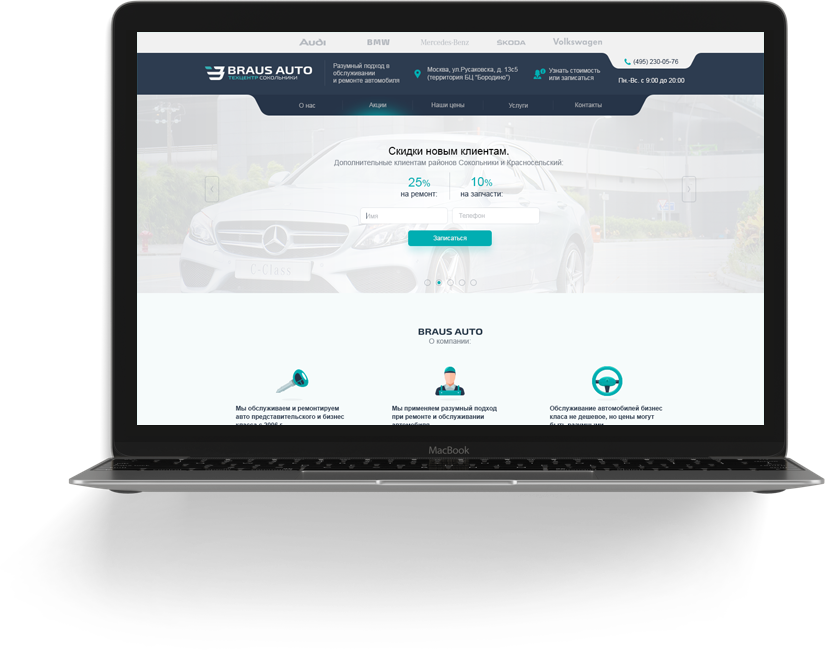 Audi BMW Mercedes-Benz SKODA Volkswagen
BRAUS AUTO
ТЕХЦЕНТР СОКОЛЬНИКИ
Разумный подход в
обслуживании
и ремонте автомобиля
Москва, ул.Русаковска, д. 13с5
(территория БЦ "Бородино")
Узнать стоимость
или записаться
(495) 230-05-76
Пн.-Вс. с 9:00 до 20:00
О нас Акции Наши цены Услуги Контакты
Скидки новым клиентам.
Дополнительные клиентам районов Сокольники и Красносельский:
25% 10%
на ремонт: на запчасти:
Имя Телефон
Записаться
C-Class
BRAUS AUTO
О компании:
Мы обслуживаем и ремонтируем
авто представительского и бизнес
класса с 2006 г.
Мы применяем разумный подход
при ремонте и обслуживании
автомобиля
Обслуживание автомобилей бизнес
класа не дешевое, но цены могут
быть разными
MacBook